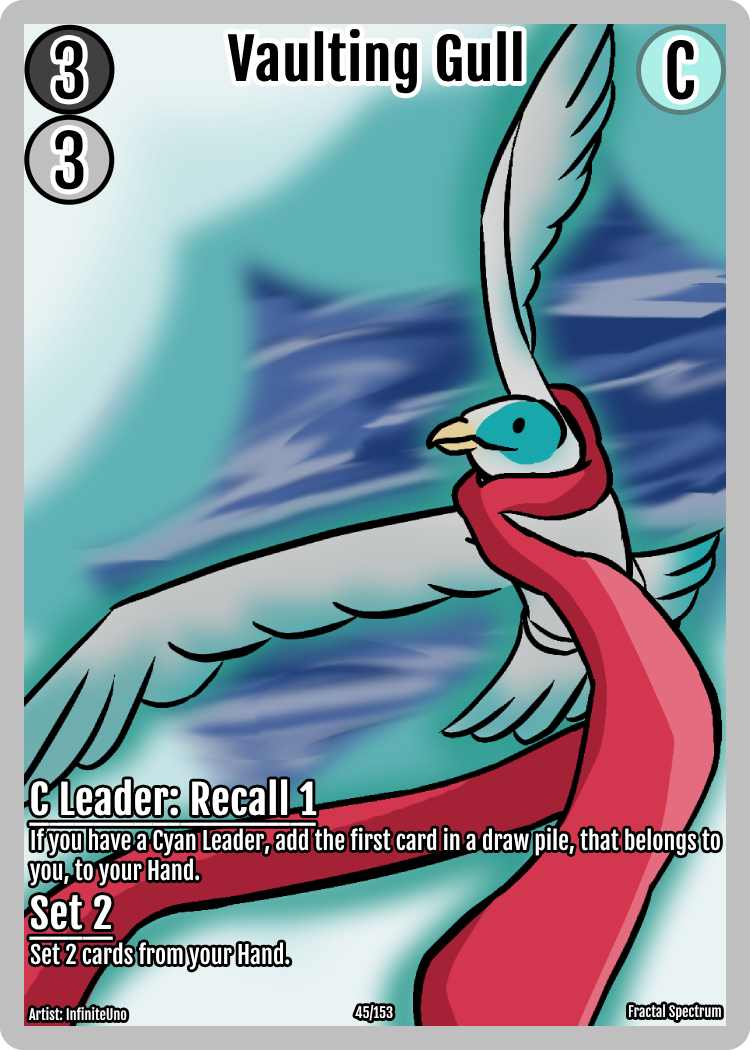 3
Vaulting Gull
C
3
C Leader: Recall 1
If you have a Cyan Leader, add the first card in a draw pile, that belongs to
you, to your Hand.
Set 2
Set 2 cards from your Hand.
Artist: InfiniteUno
45/153
Fractal Spectrum